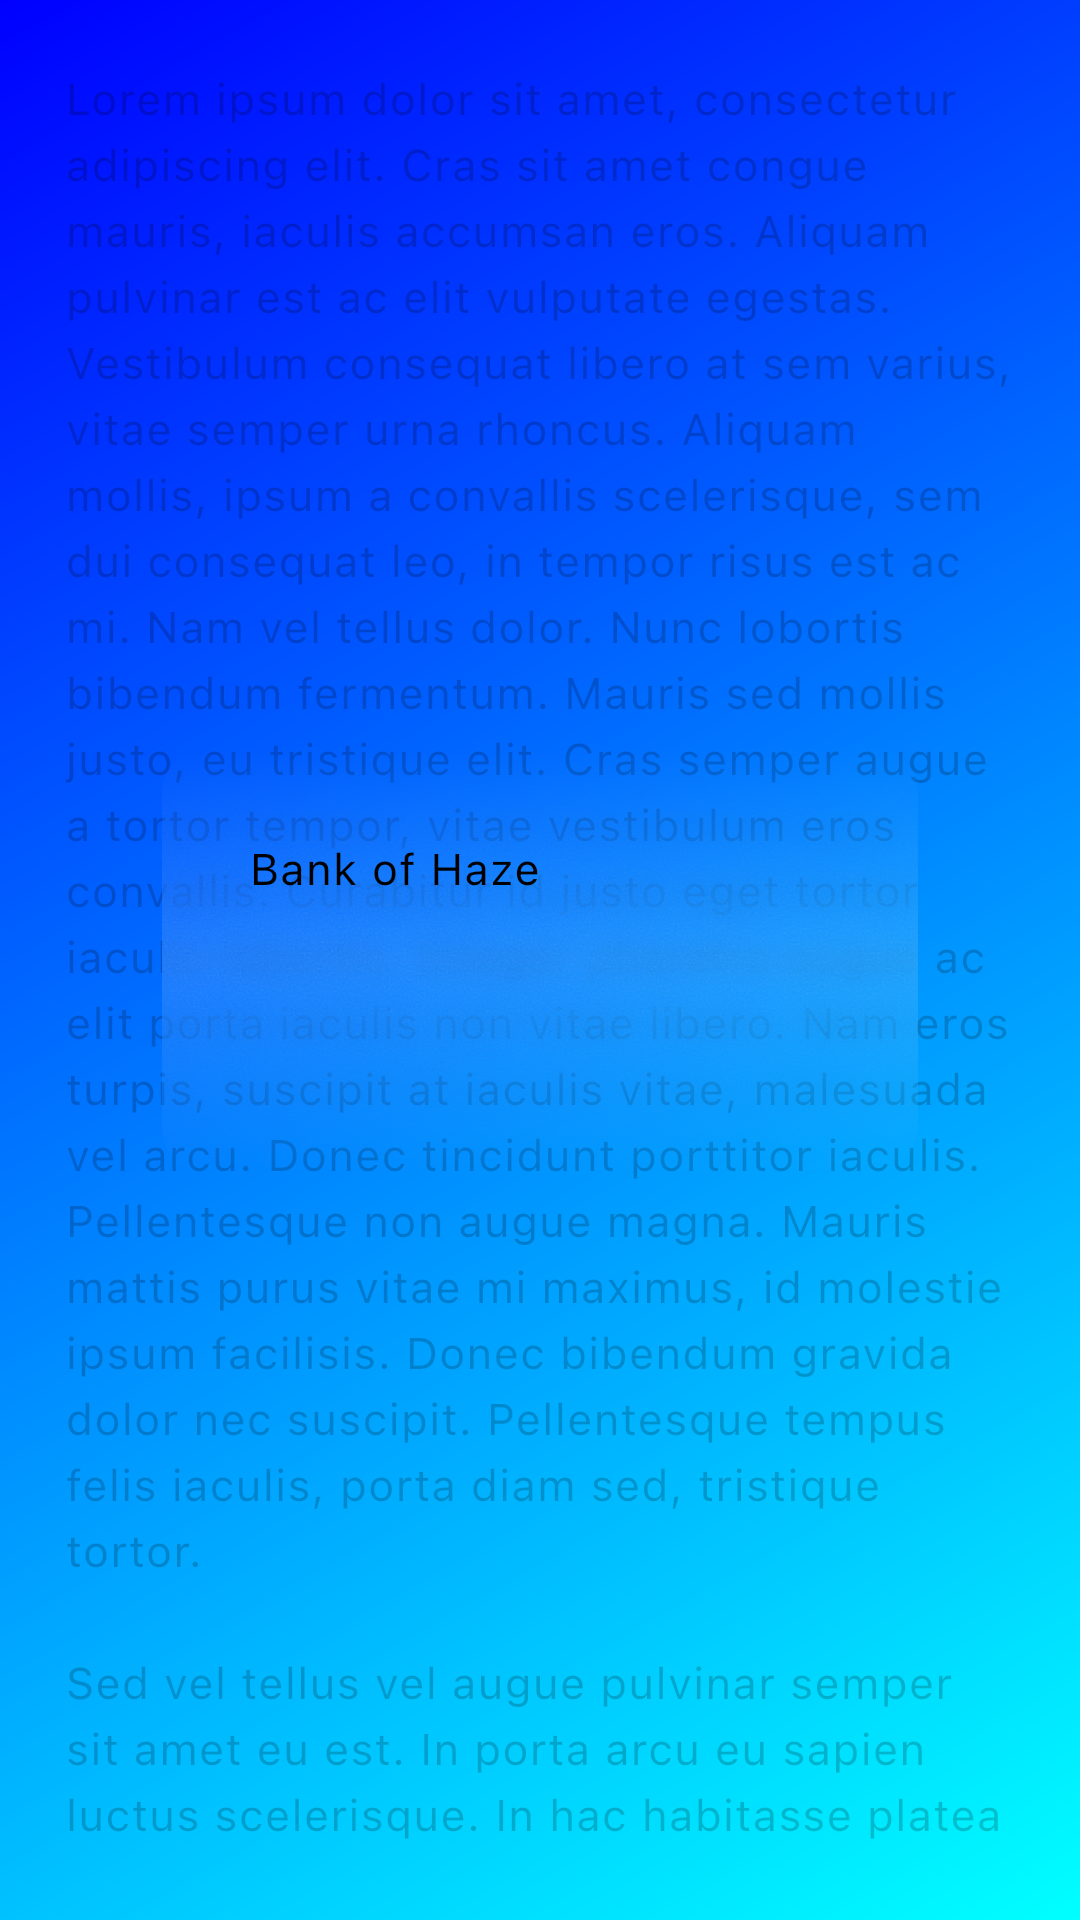 Lorem ipsum dolor sit amet, consectetur
adipiscing elit. Cras sit amet congue
mauris, iaculis accumsan eros. Aliquam
pulvinar est ac elit vulputate egestas.
Vestibulum consequat libero at sem varius,
vitae semper urna rhoncus. Aliquam
mollis, ipsum a convallis scelerisque, sem
dui consequat leo, in tempor risus est ac
mi. Nam vel tellus dolor. Nunc lobortis
bibendum fermentum. Mauris sed mollis
justo, eu tristique elit. Cras semper augue
a tortor tempor, vitae vestibulum eros
Bank of Haze
convallis. Curabitur id justo eget tortor
ac
elit porta iaculis non vitae libero. Nam eros
turpis, suscipit at iaculis vitae, malesuada
vel arcu. Donec tincidunt porttitor iaculis.
Pellentesque non augue magna. Mauris
mattis purus vitae mi maximus, id molestie
ipsum facilisis. Donec bibendum gravida
dolor nec suscipit. Pellentesque tempus
felis iaculis, porta diam sed, tristique
tortor.
Sed vel tellus vel augue pulvinar semper
sit amet eu est. In porta arcu eu sapien
luctus scelerisque. In hac habitasse platea